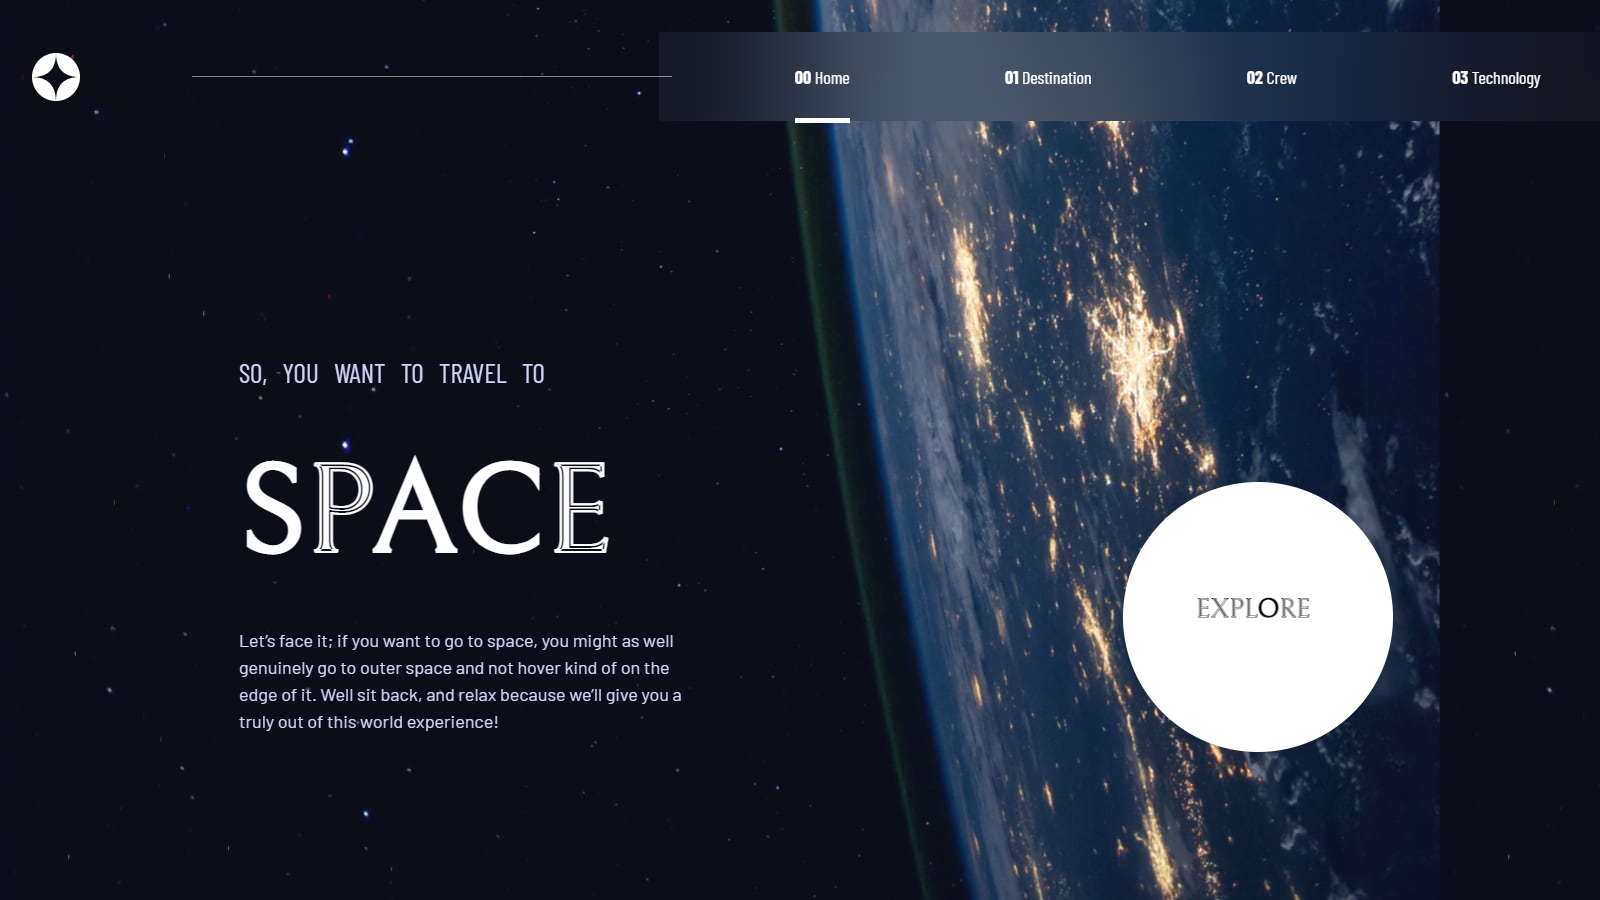 00 Home
01 Destination
02 Crew
03 Technology
SO, YOU WANT TO TRAVEL TO
SPACE
Let’s face it; if you want to go to space, you might as well
genuinely go to outer space and not hover kind of on the
edge of it. Well sit back, and relax because we’ll give you a
truly out of this world experience!
EXPLORE